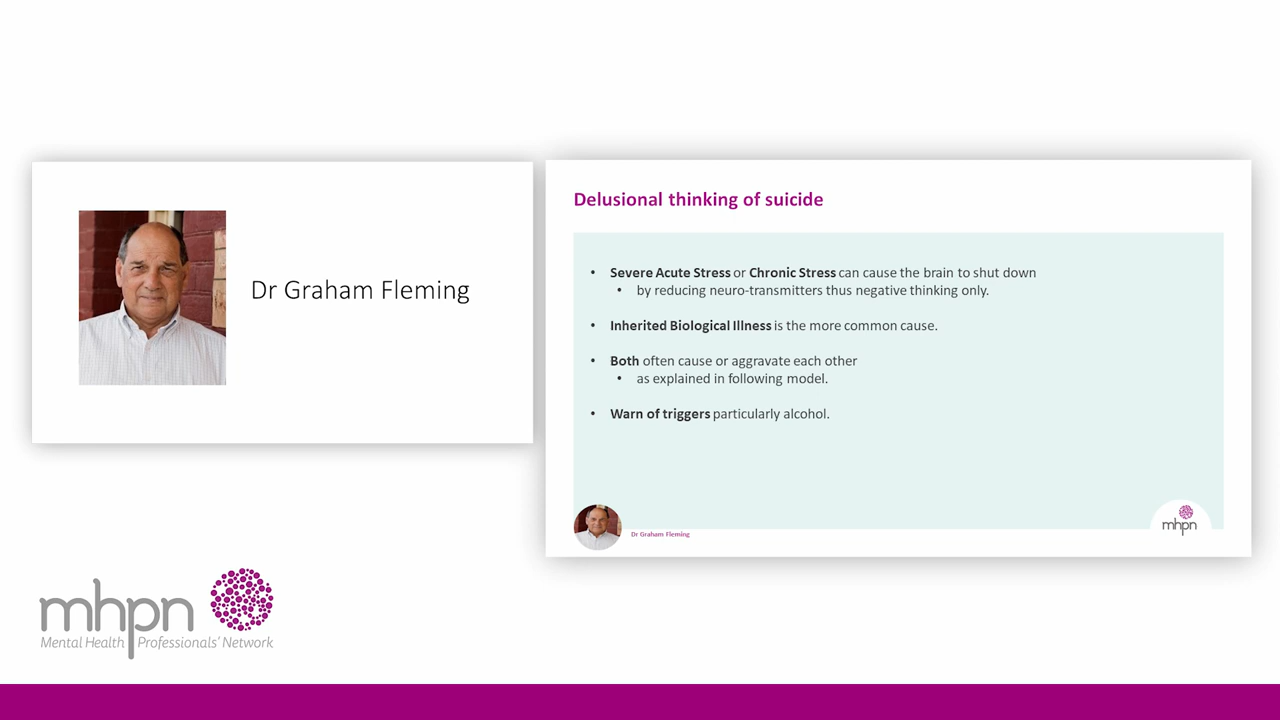 Dr Graham Fleming
Delusional thinking of suicide
• Severe Acute Stress or Chronic Stress can cause the brain to shut down
• by reducing neuro-transmitters thus negative thinking only.
• Inherited Biological Illness is the more common cause.
• Both often cause or aggravate each other
• as explained in following model.
• Warn of triggers particularly alcohol.
Dr Graham Fleming
mhpn
mhpn
Mental Health Professionals' Network